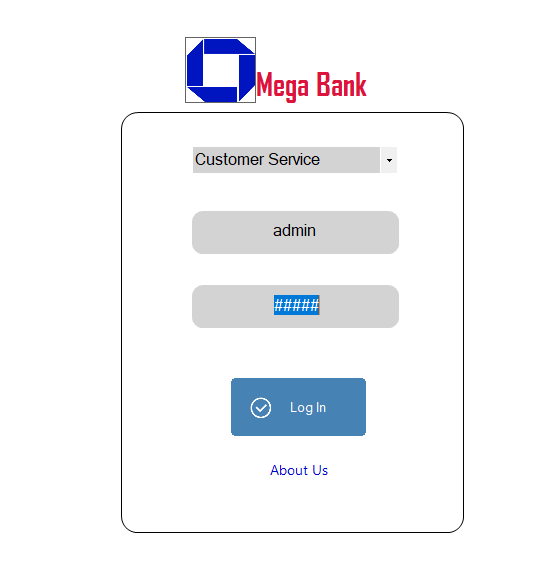 Mega Bank
Customer Service
admin
#####
Log In
About Us